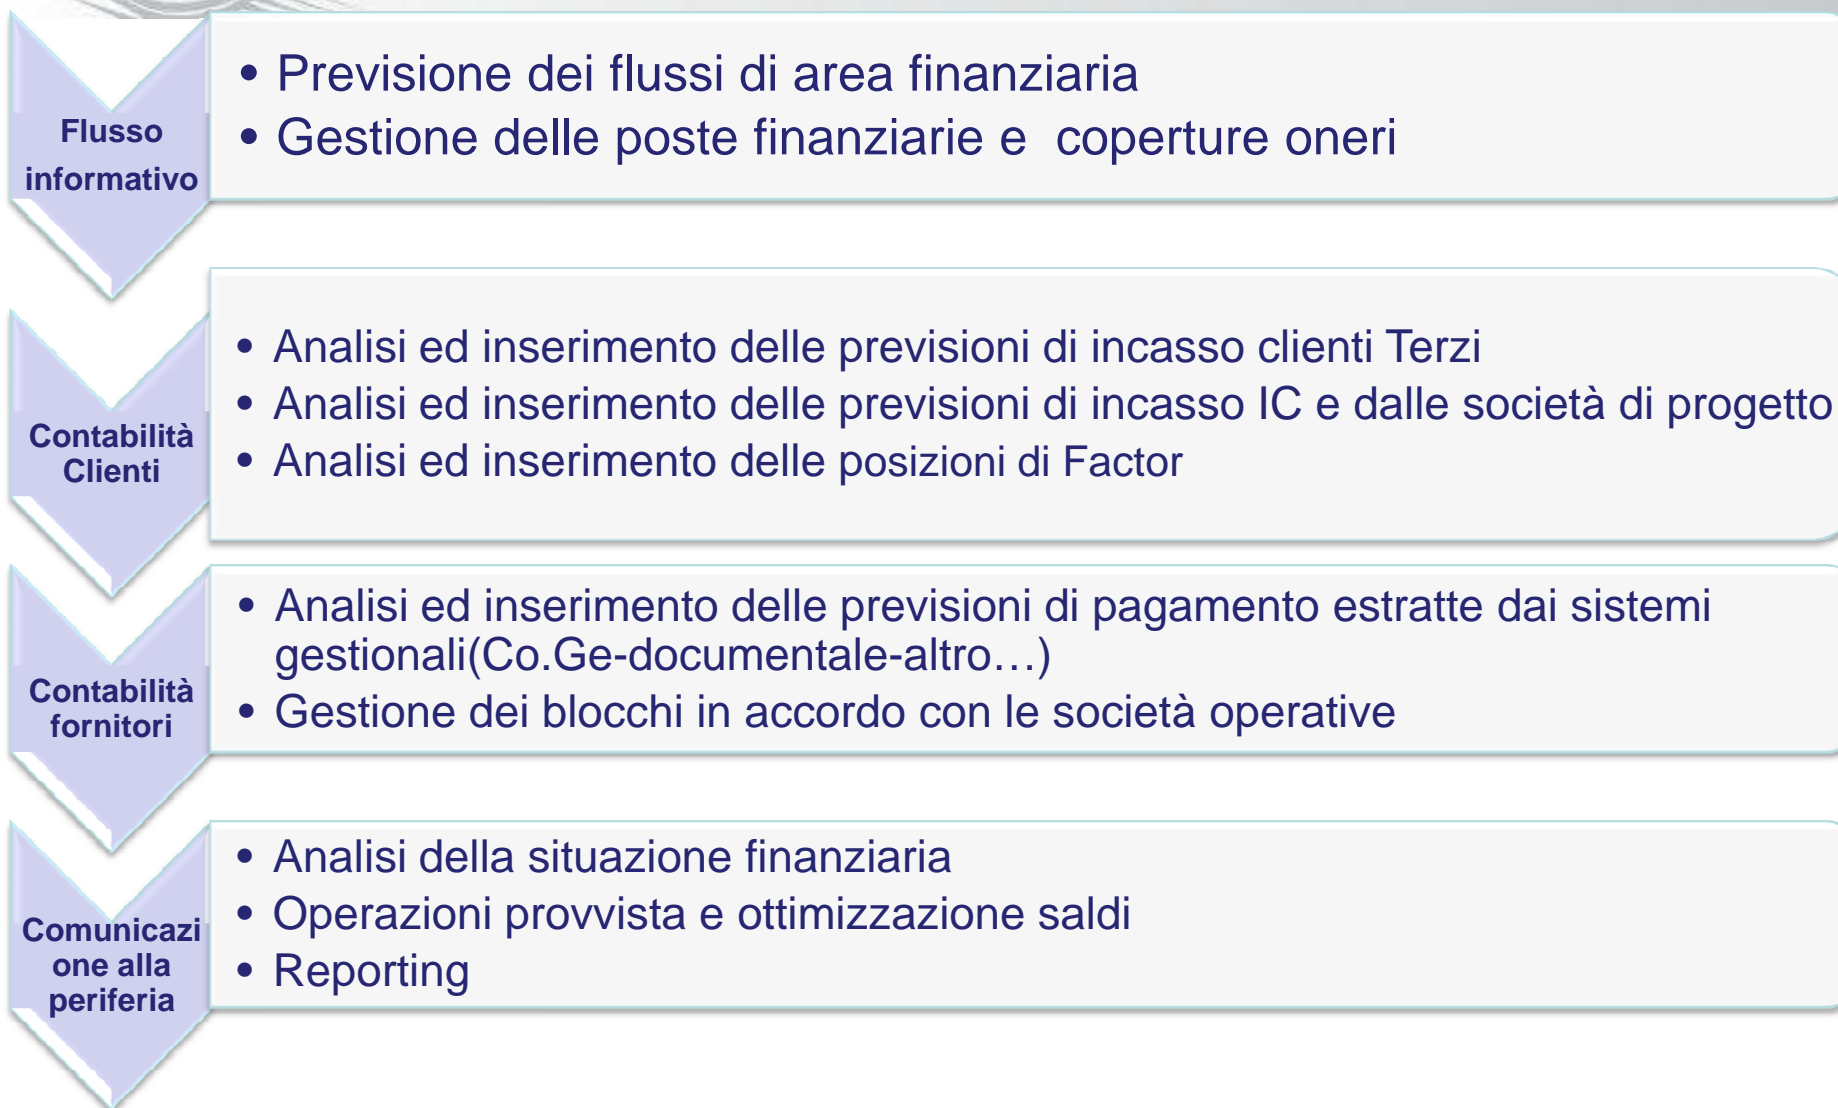 Flusso
informativo
• Previsione dei flussi di area finanziaria
• Gestione delle poste finanziarie e  coperture oneri
Contabilità
Clienti
• Analisi ed inserimento delle previsioni di incasso clienti Terzi
• Analisi ed inserimento delle previsioni di incasso IC e dalle società di progetto
• Analisi ed inserimento delle posizioni di Factor
Contabilità
fornitori
• Analisi ed inserimento delle previsioni di pagamento estratte dai sistemi
gestionali(Co.Ge-documentale-altro…)
• Gestione dei blocchi in accordo con le società operative
Comunicazi
one alla
periferia
• Analisi della situazione finanziaria
• Operazioni provvista e ottimizzazione saldi
• Reporting